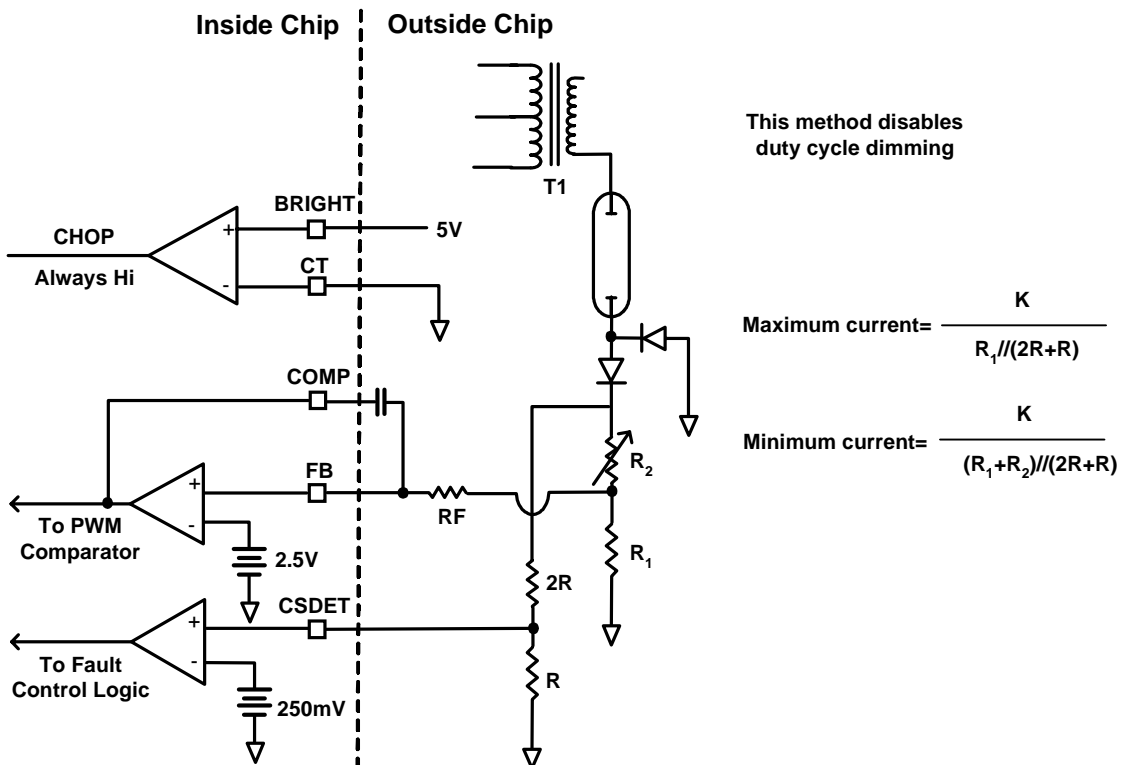 Inside Chip
Outside Chip
This method disables
duty cycle dimming
T1
BRIGHT
5V
CHOP
Always Hi
+
-
CT
Maximum current=
K
R1//(2R+R)
COMP
Minimum current=
K
(R1+R2)//(2R+R)
R2
FB
+
-
RF
To PWM
Comparator
2.5V
R1
2R
CSDET
+
-
To Fault
Control Logic
250mV
R